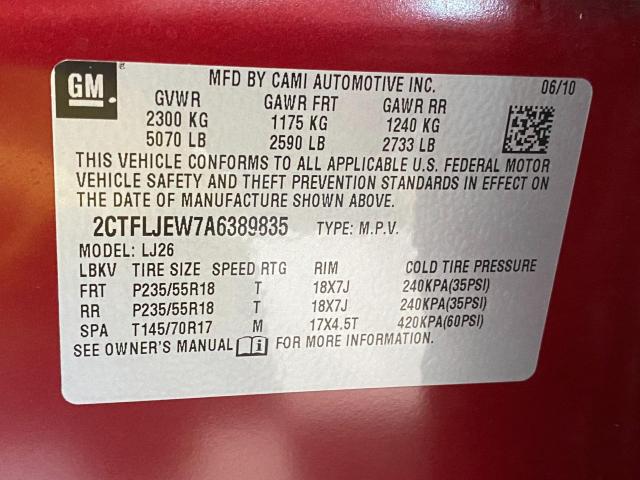 GM
®
MFD BY CAMI AUTOMOTIVE INC. 06/10
GVWR GAWR FRT GAWR RR
2300 KG 1175 KG 1240 KG
5070 LB 2590 LB 2733 LB
THIS VEHICLE CONFORMS TO ALL APPLICABLE U.S. FEDERAL MOTOR
VEHICLE SAFETY AND THEFT PREVENTION STANDARDS IN EFFECT ON
THE DATE OF MANUFACTURE SHOWN ABOVE.
2CTFLJEW7A6389835 TYPE: M.P.V.
MODEL: LJ26
LBKV TIRE SIZE SPEED RTG RIM COLD TIRE PRESSURE
FRT P235/55R18 T 18X7J 240KPA(35PSI)
RR P235/55R18 T 18X7J 240KPA(35PSI)
SPA T145/70R17 M 17X4.5T 420KPA(60PSI)
SEE OWNER'S MANUAL i FOR MORE INFORMATION.